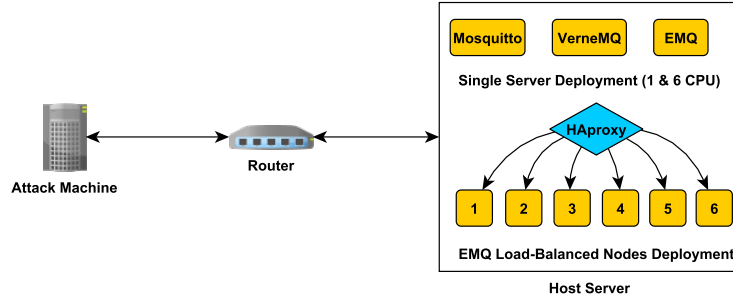 Mosquitto VerneMQ EMQ
Single Server Deployment (1 & 6 CPU)
HAproxy
Attack Machine
Router
1 2 3 4 5 6
EMQ Load-Balanced Nodes Deployment
Host Server